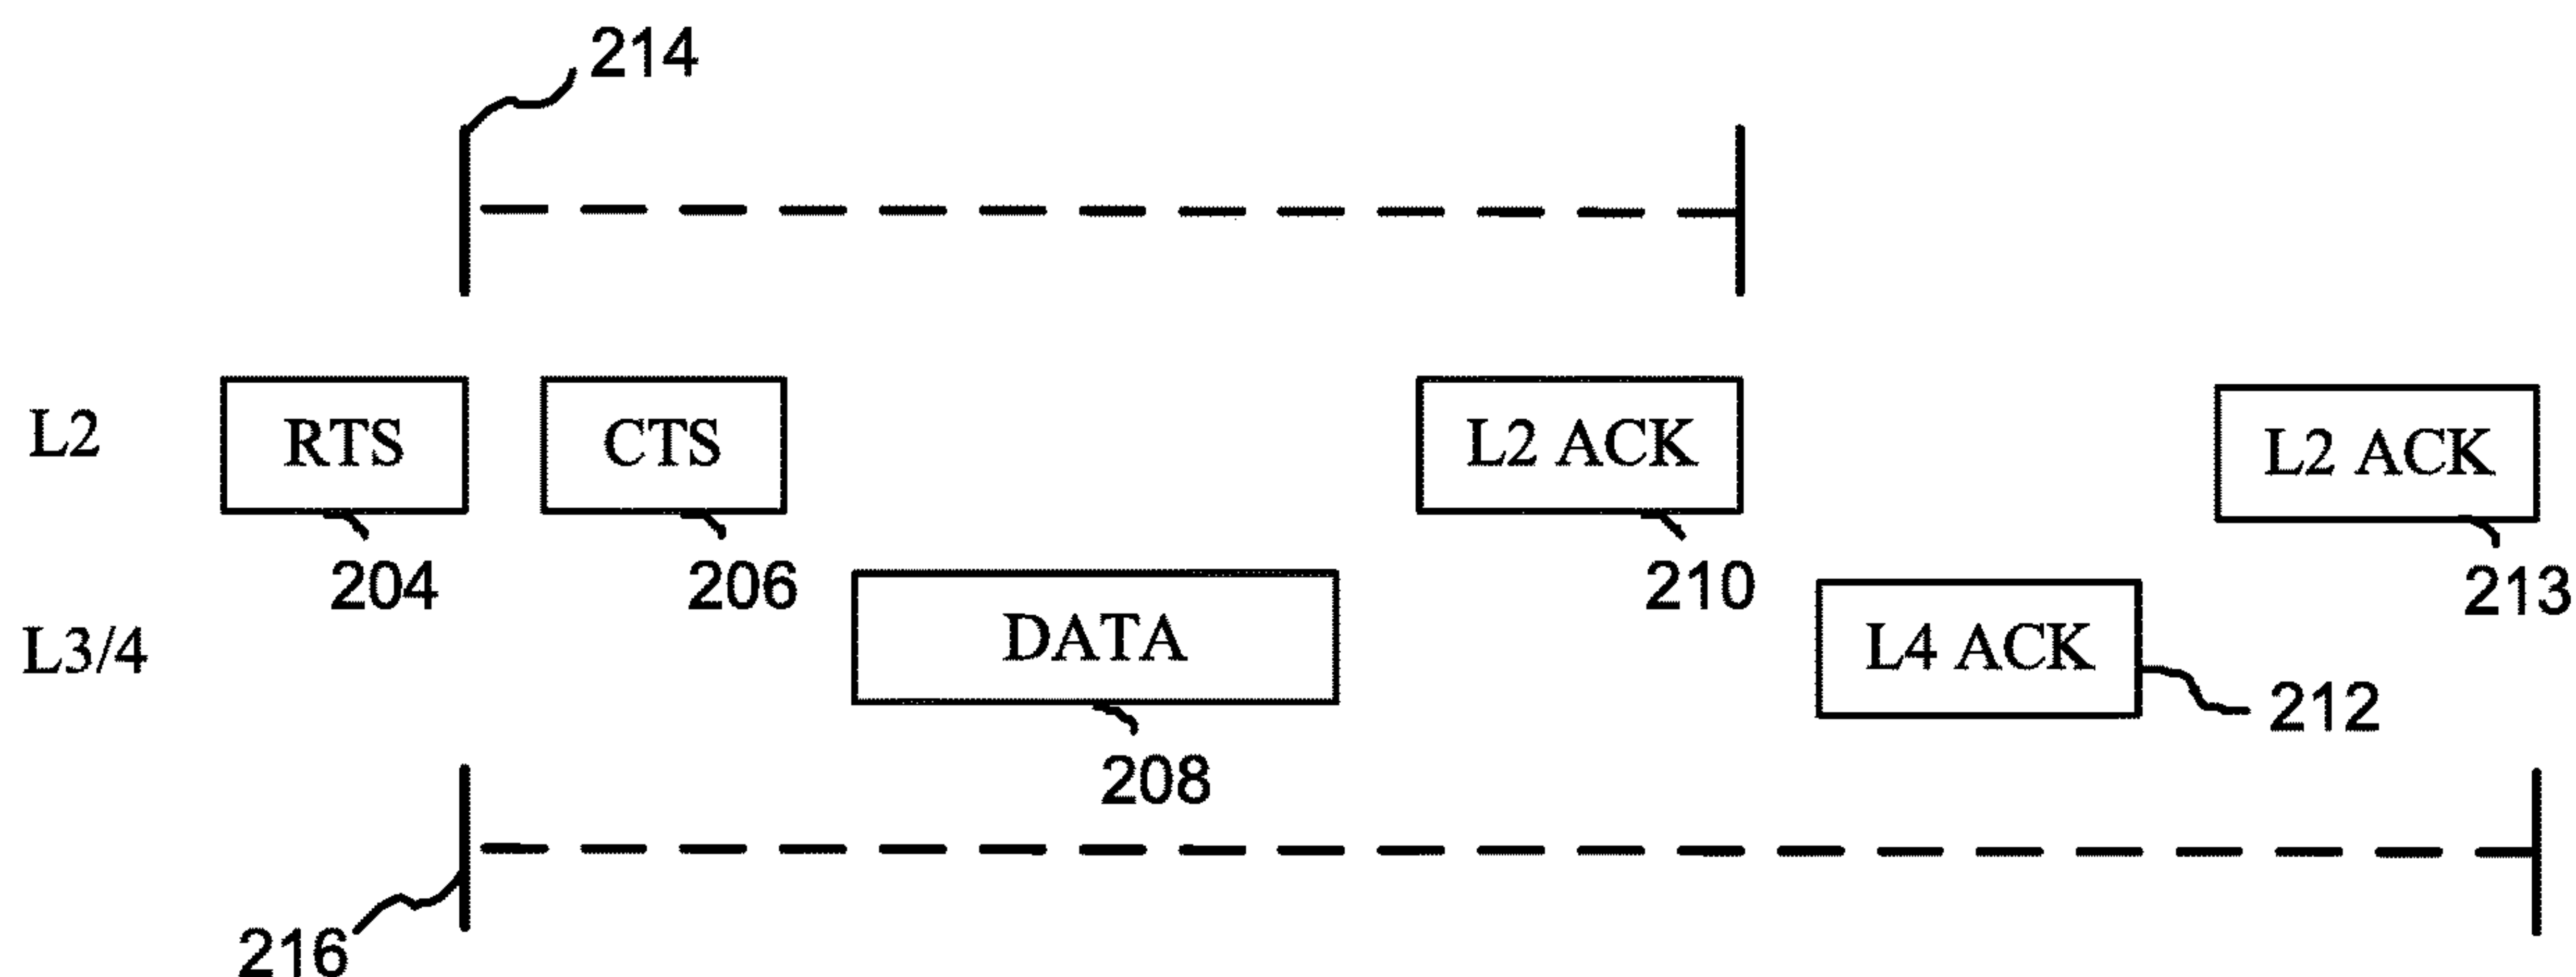 214
L2 RTS CTS L2 ACK L2 ACK
204 206 210 213
L3/4 DATA L4 ACK
212
208
216